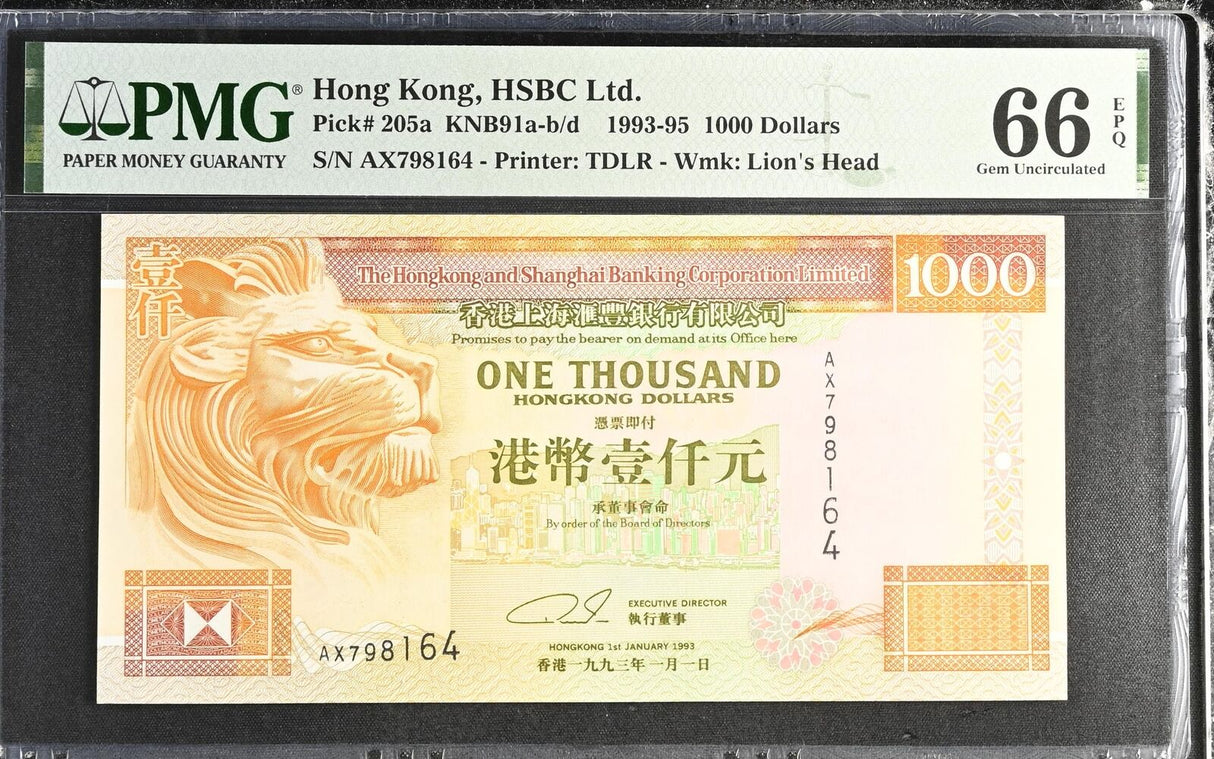 PMG®
PAPER MONEY GUARANTY
Hong Kong, HSBC Ltd.
Pick# 205a KNB91a-b/d 1993-95 1000 Dollars
S/N AX798164 - Printer: TDLR - Wmk: Lion's Head
66
EPQ
Gem Uncirculated
壹仟
The Hongkong and Shanghai Banking Corporation Limited
1000
香港上海滙豐銀行有限公司
Promises to pay the bearer on demand at its Office here
ONE THOUSAND
HONGKONG DOLLARS
憑票即付
港幣壹仟元
承董事會命
By order of the Board of Directors
AX798164
EXECUTIVE DIRECTOR
執行董事
HONGKONG 1st JANUARY 1993
香港一九九三年一月一日
AX798164